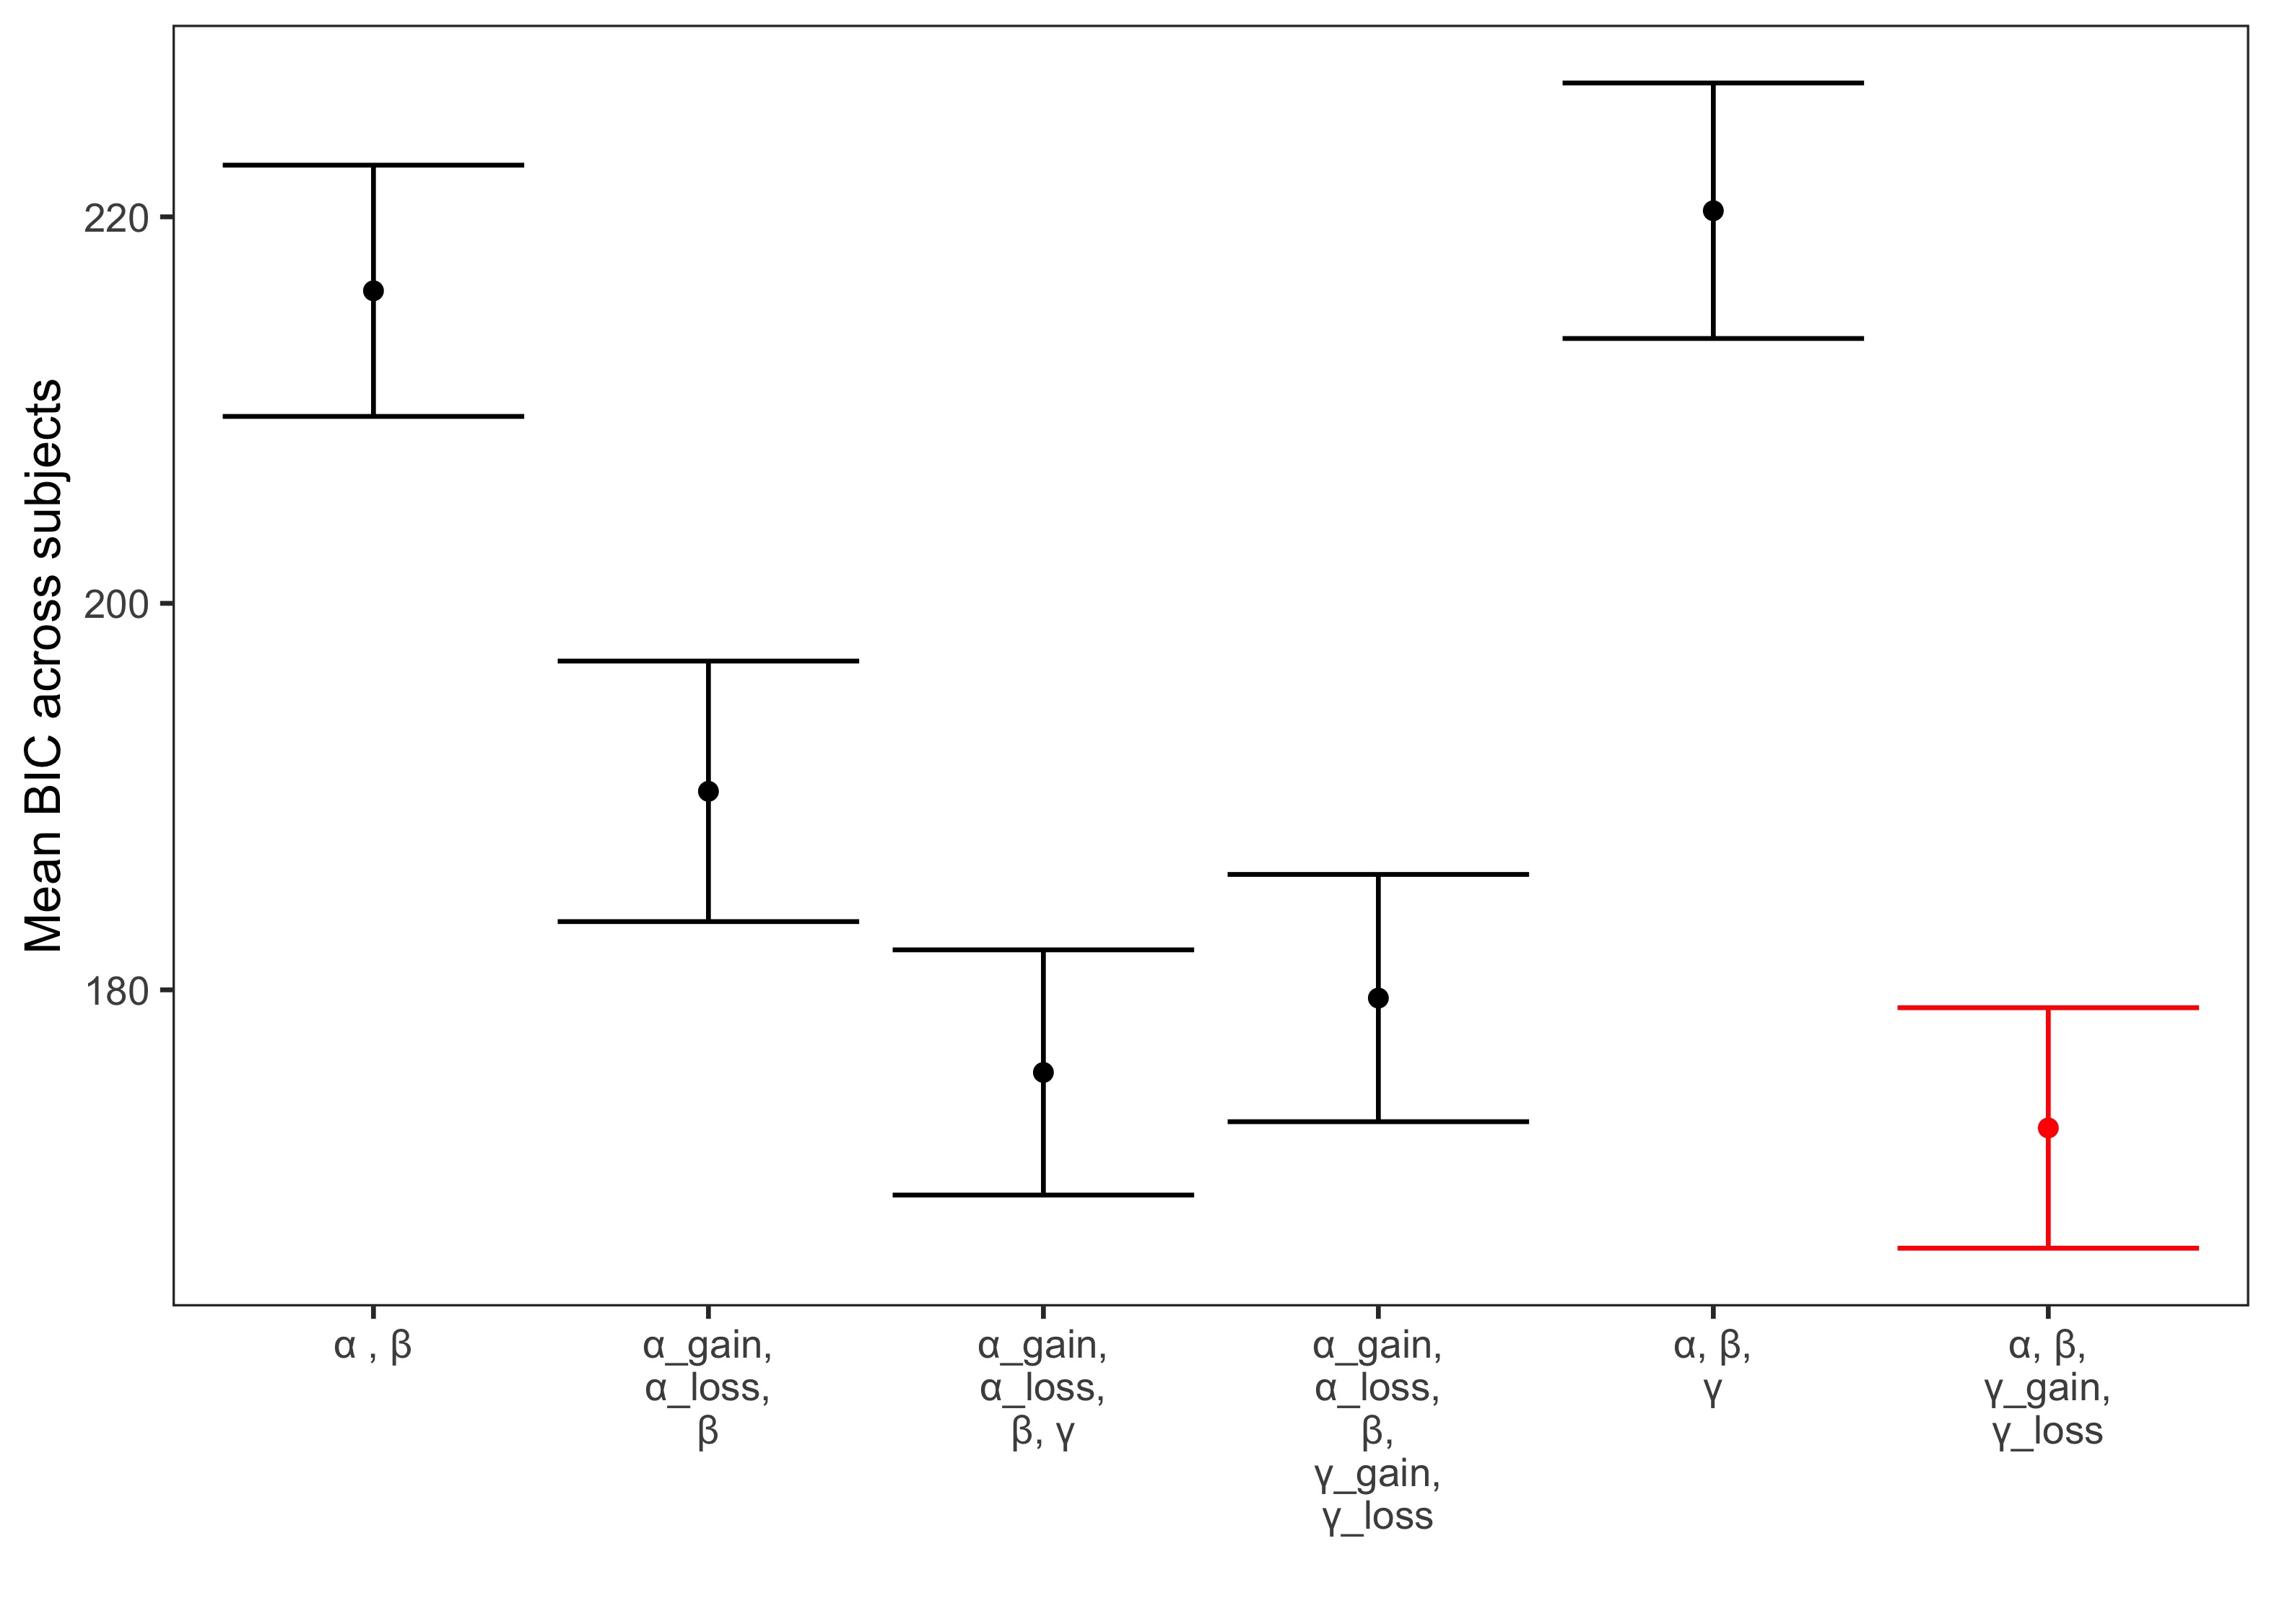 Mean BIC across subjects
220
200
180
α , β
α_gain,
α_loss,
β
α_gain,
α_loss,
β, γ
α_gain,
α_loss,
β,
γ_gain,
γ_loss
α, β,
γ
α, β,
γ_gain,
γ_loss